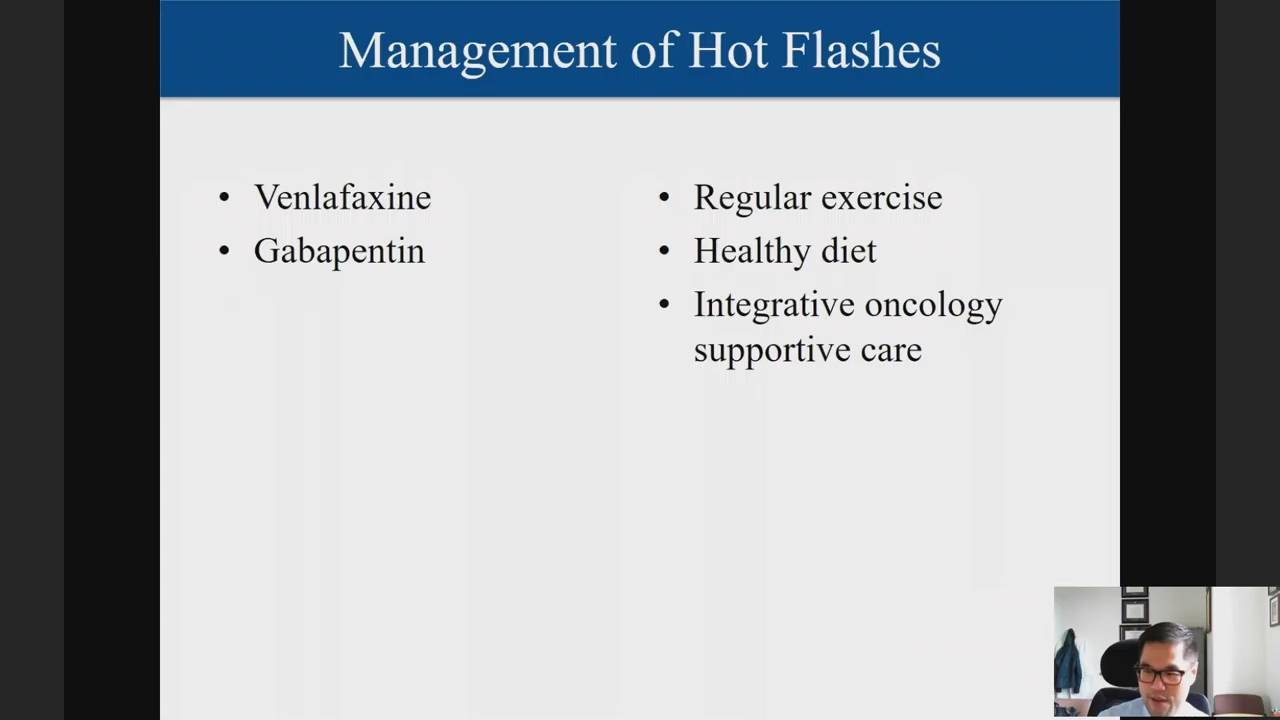 Management of Hot Flashes
• Venlafaxine
• Gabapentin
• Regular exercise
• Healthy diet
• Integrative oncology
supportive care